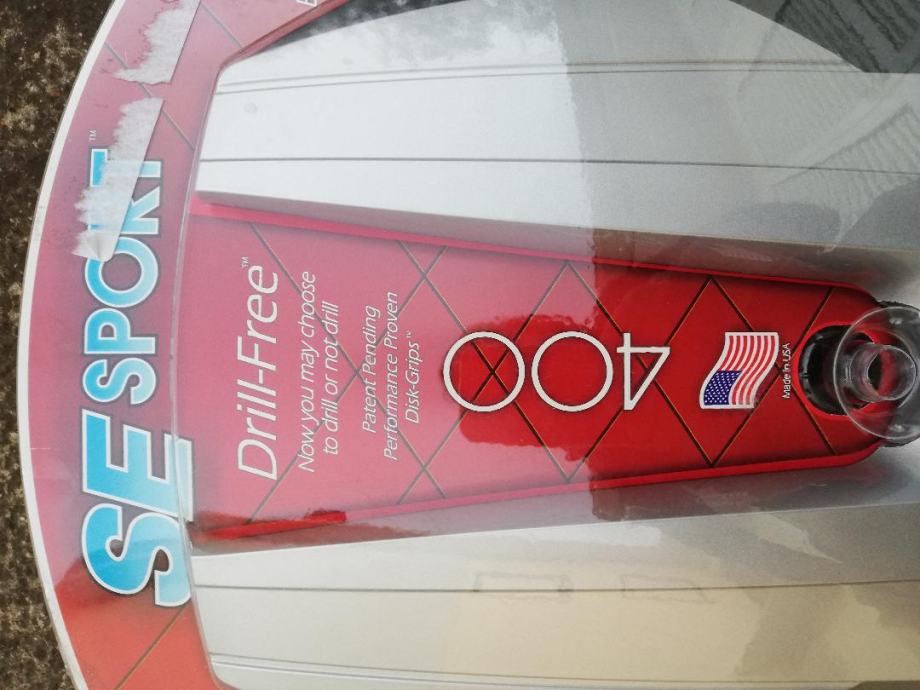 SE SPORT™
Drill-Free™
Now you may choose
to drill or not drill
Patent Pending
Performance Proven
Disk-Grips™
400
Made in USA